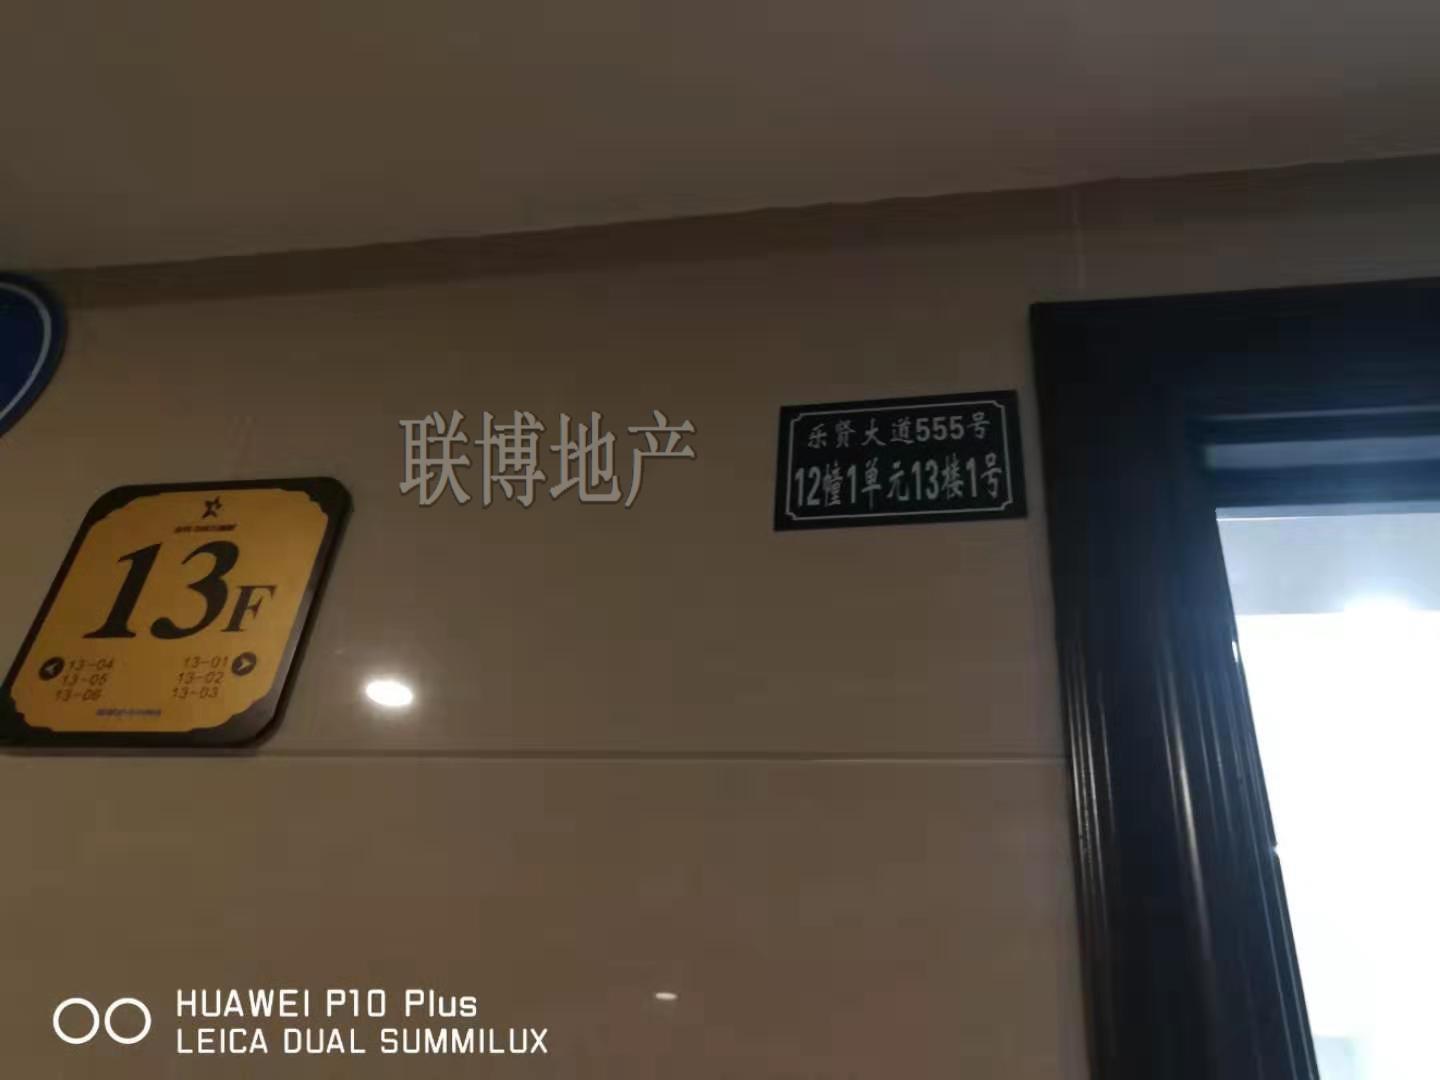 联博地产
乐贤大道555号
12幢1单元13楼1号
13F
13-04 13-01
13-05 13-02
13-06 13-03
HUAWEI P10 Plus
LEICA DUAL SUMMILUX